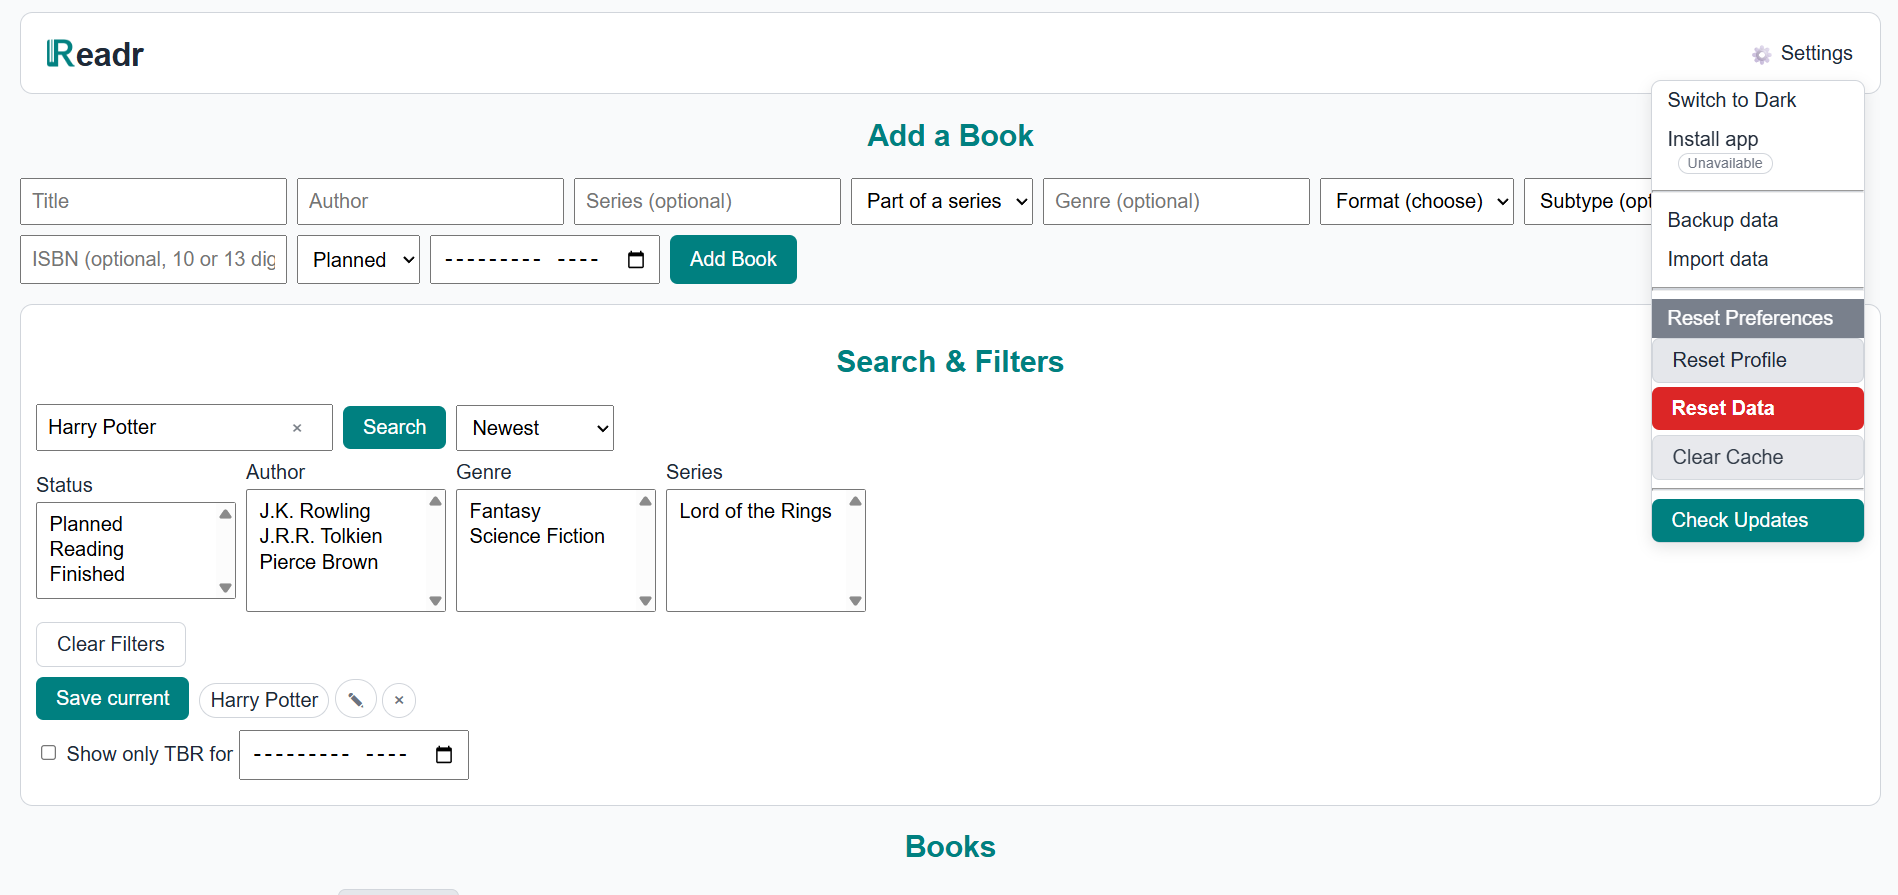 Readr
Settings
Switch to Dark
Install app
Unavailable
Backup data
Import data
Reset Preferences
Reset Profile
Reset Data
Clear Cache
Check Updates
Add a Book
Title
Author
Series (optional)
Part of a series
Genre (optional)
Format (choose)
Subtype (opt
ISBN (optional, 10 or 13 dig
Planned
--------- ----
Add Book
Search & Filters
Harry Potter
×
Search
Newest
Status
Planned
Reading
Finished
Author
J.K. Rowling
J.R.R. Tolkien
Pierce Brown
Genre
Fantasy
Science Fiction
Series
Lord of the Rings
Clear Filters
Save current
Harry Potter
×
Show only TBR for
--------- ----
Books